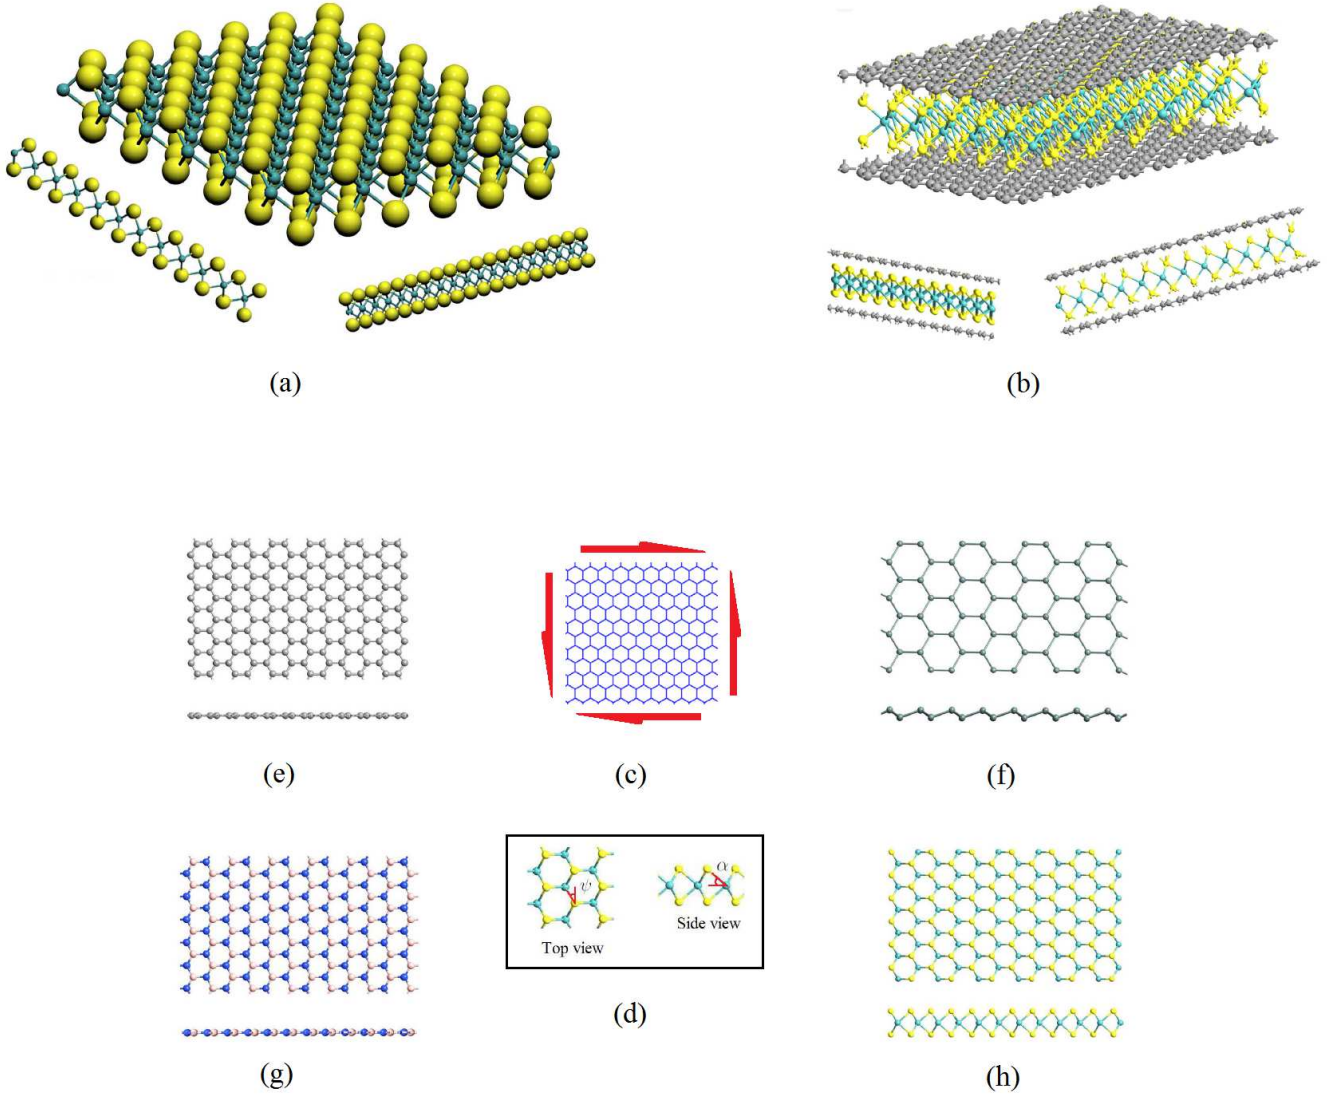 (a)
(b)
(e)
(c)
(f)
ψ
α
Side view
Top view
(d)
(g)
(h)